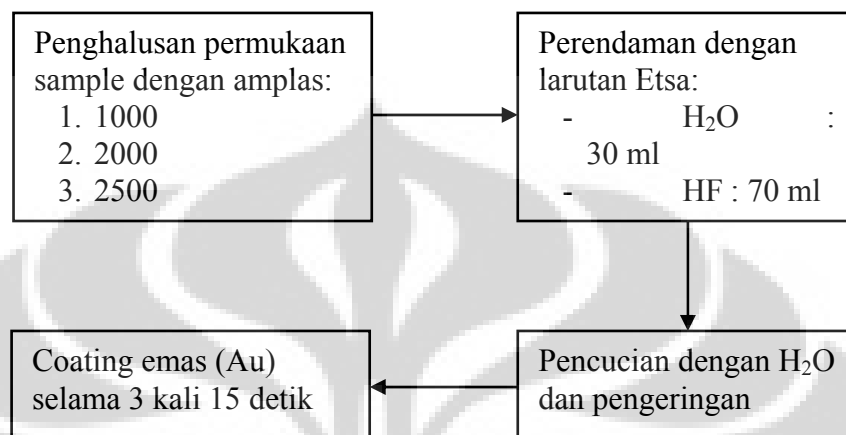 Penghalusan permukaan
sample dengan amplas:
1. 1000
2. 2000
3. 2500
Perendaman dengan
larutan Etsa:
- H₂O :
30 ml
- HF : 70 ml
Coating emas (Au)
selama 3 kali 15 detik
Pencucian dengan H₂O
dan pengeringan